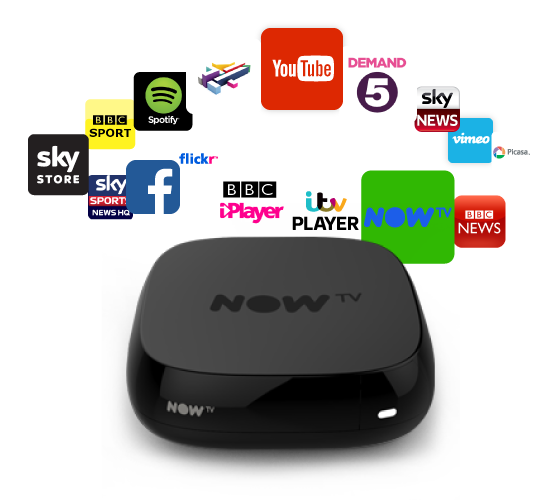 YouTube
DEMAND
5
Spotify
sky
NEWS
BBC
SPORT
vimeo
Picasa
sky
STORE
flickr
sky
SPORTS
NEWS HQ
f
BBC
iPlayer
itv
PLAYER
NOW TV
BBC
NEWS
NOW TV
NOW TV